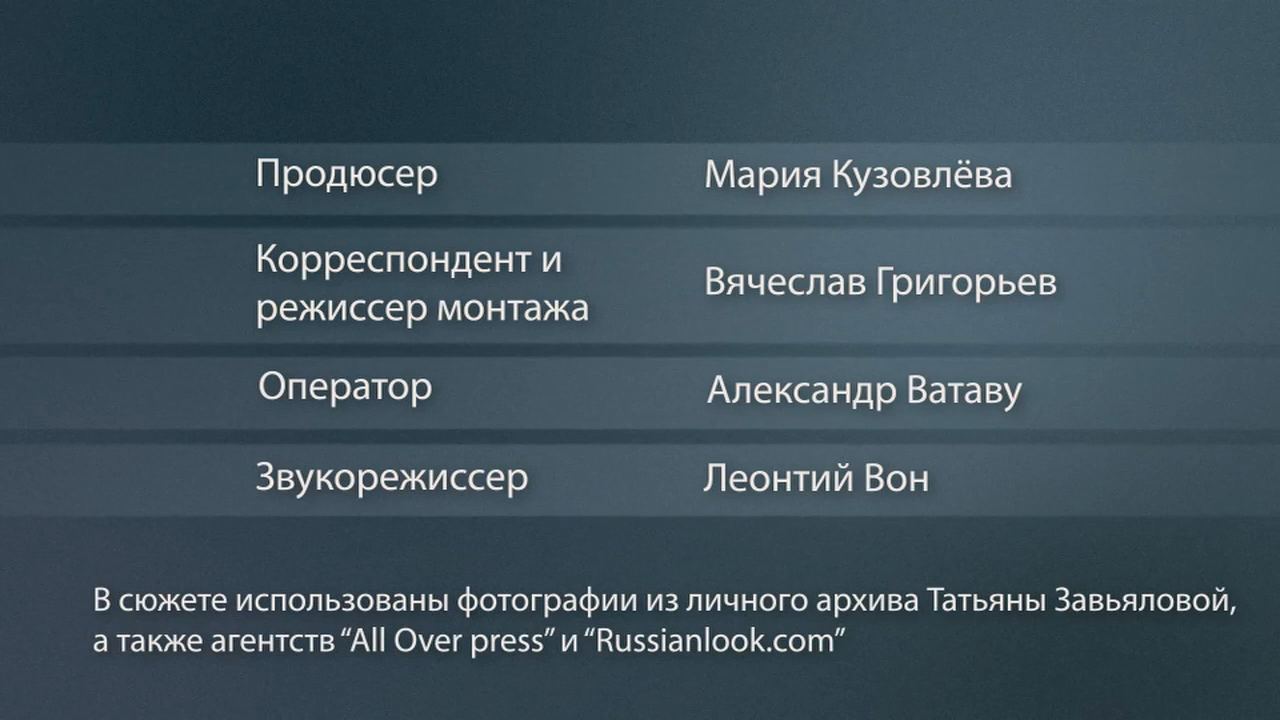 Продюсер Мария Кузовлёва
Корреспондент и
режиссер монтажа Вячеслав Григорьев
Оператор Александр Ватаву
Звукорежиссер Леонтий Вон
В сюжете использованы фотографии из личного архива Татьяны Завьяловой,
а также агентств “All Over press” и “Russianlook.com”